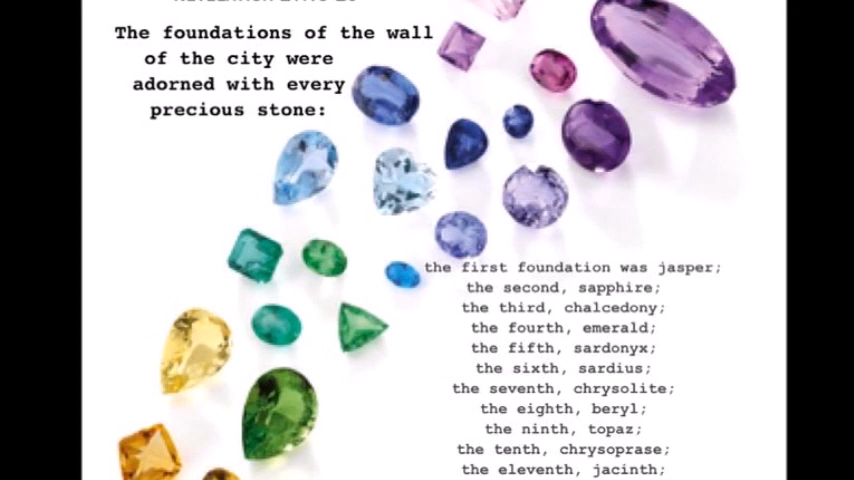 The foundations of the wall
of the city were
adorned with every
precious stone:
the first foundation was jasper;
the second, sapphire;
the third, chalcedony;
the fourth, emerald;
the fifth, sardonyx;
the sixth, sardius;
the seventh, chrysolite;
the eighth, beryl;
the ninth, topaz;
the tenth, chrysoprase;
the eleventh, jacinth;